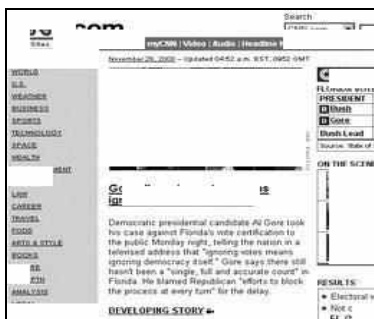 Search
.com
Sites
myCNN | Video | Audio | Headline
- Updated 04:52 a.m. EST, 0952 GMT
WORLD
U.S.
WEATHER
BUSINESS
SPORTS
TECHNOLOGY
SPACE
HEALTH
MENT
LAW
CAREER
TRAVEL
FOOD
ARTS & STYLE
BOOKS
ANALYSIS
Democratic presidential candidate Al Gore took
his case against Florida's vote certification to
the public Monday night, telling the nation in a
televised address that "ignoring votes means
ignoring democracy itself." Gore says there still
hasn't been a "single, full and accurate count" in
Florida. He blamed Republican "efforts to block
the process at every turn" for the delay.
DEVELOPING STORY
PRESIDENT
Bush
Gore
Bush Lead
Source: State of
ON THE SCENE
RESULTS
Electoral